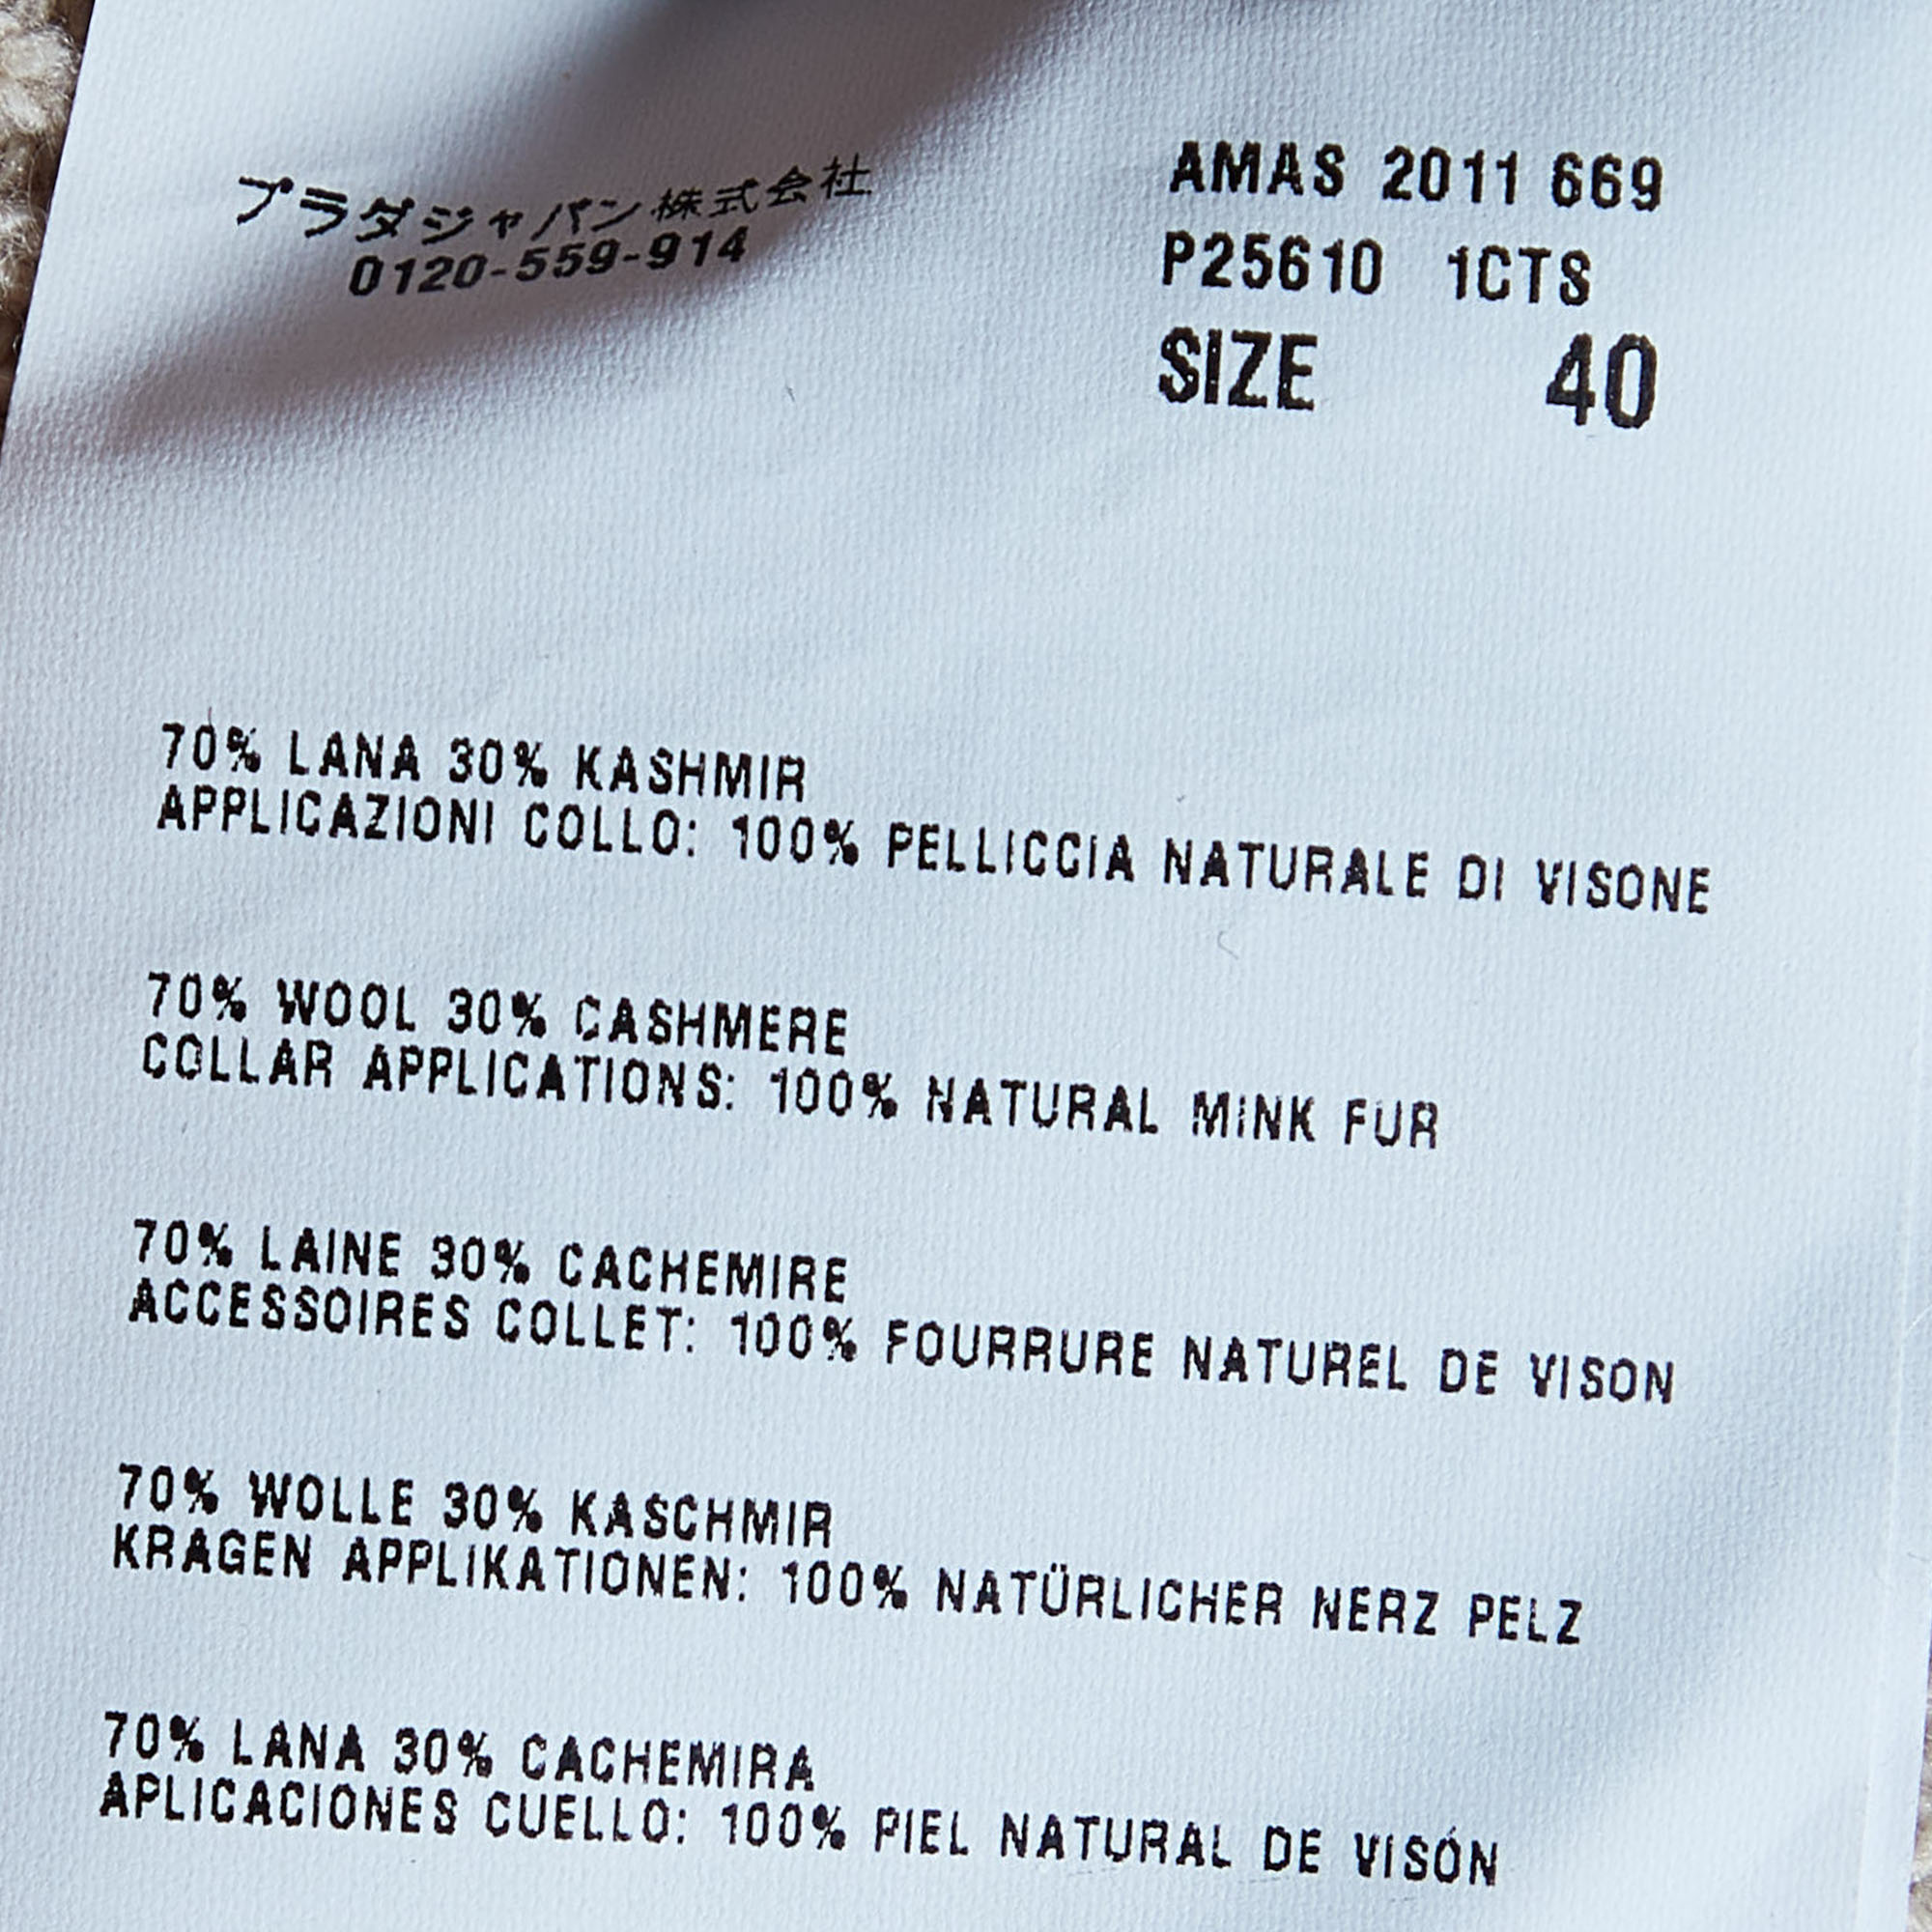 プラダジャパン株式会社
0120-559-914
AMAS 2011 669
P25610 1CTS
SIZE 40
70% LANA 30% KASHMIR
APPLICAZIONI COLLO: 100% PELLICCIA NATURALE DI VISONE
70% WOOL 30% CASHMERE
COLLAR APPLICATIONS: 100% NATURAL MINK FUR
70% LAINE 30% CACHEMIRE
ACCESSOIRES COLLET: 100% FOURRURE NATUREL DE VISON
70% WOLLE 30% KASCHMIR
KRAGEN APPLIKATIONEN: 100% NATÜRLICHER NERZ PELZ
70% LANA 30% CACHEMIRA
APLICACIONES CUELLO: 100% PIEL NATURAL DE VISÓN